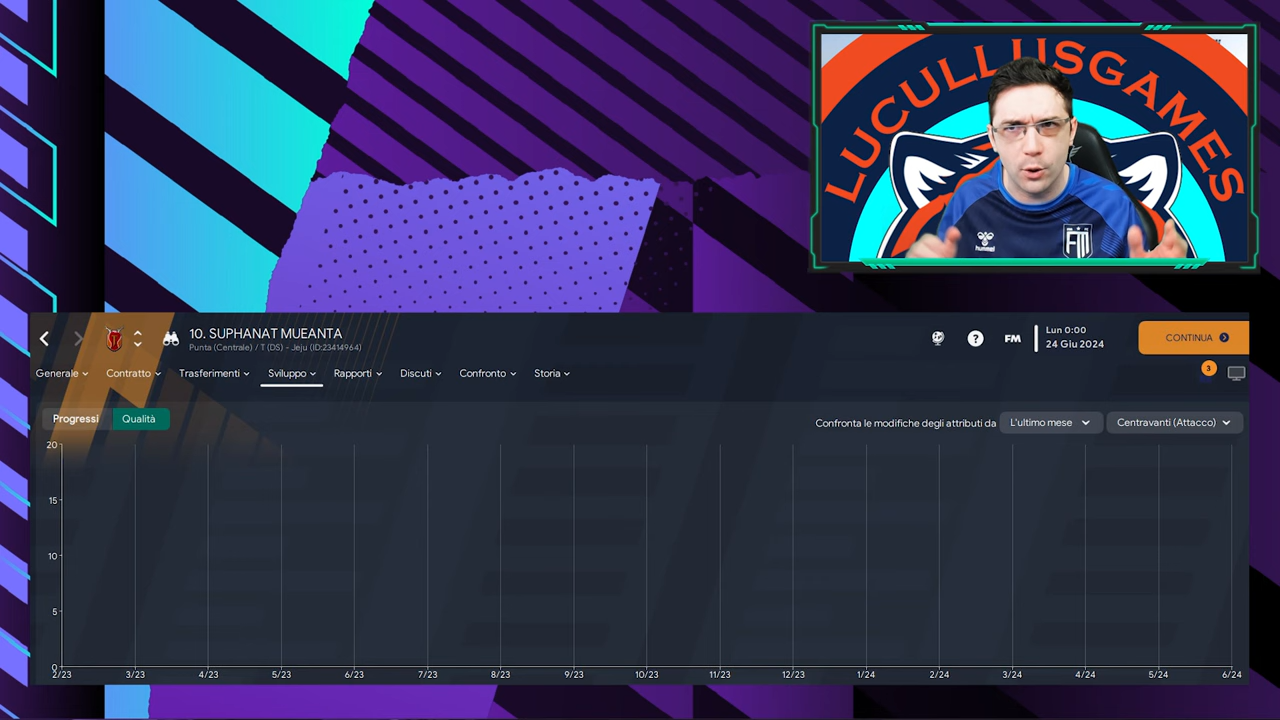 LUCULLUSGAMES
hummel
FM
10. SUPHANAT MUEANTA
Punta (Centrale) / T (DS) - Jeju (ID:23414964)
FM
Lun 0:00
24 Giu 2024
CONTINUA
Generale
Contratto
Trasferimenti
Sviluppo
Rapporti
Discuti
Confronto
Storia
3
Progressi
Qualità
Confronta le modifiche degli attributi da
L'ultimo mese
Centravanti (Attacco)
20
15
10
5
0
2/23 3/23 4/23 5/23 6/23 7/23 8/23 9/23 10/23 11/23 12/23 1/24 2/24 3/24 4/24 5/24 6/24